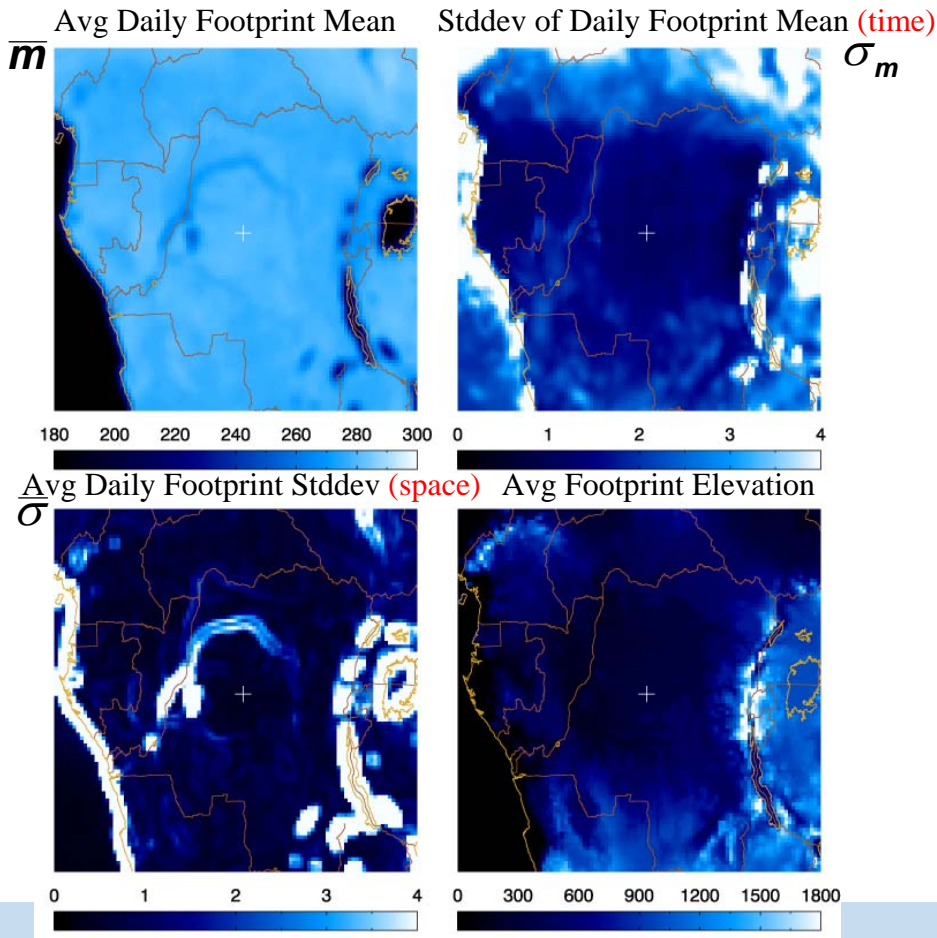 Avg Daily Footprint Mean
Stddev of Daily Footprint Mean (time)
m̅
σm
180 200 220 240 260 280 300
0 1 2 3 4
Avg Daily Footprint Stddev (space)
Avg Footprint Elevation
σ̅
0 1 2 3 4
0 300 600 900 1200 1500 1800